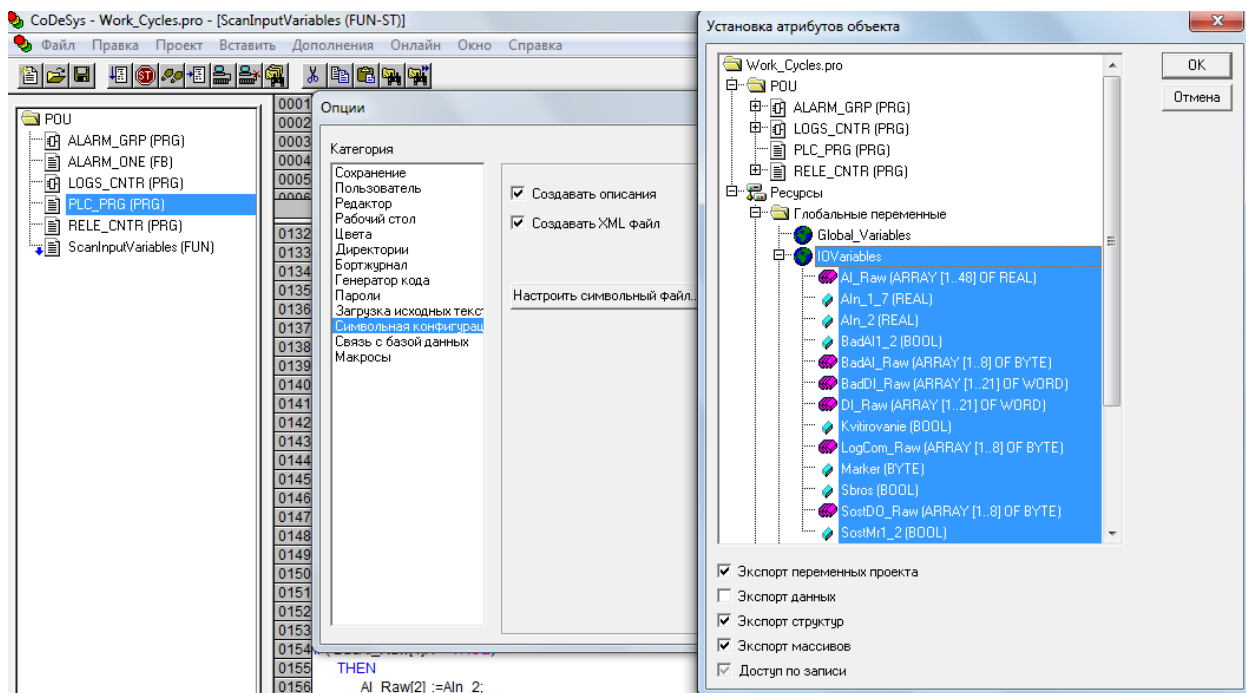 CoDeSys - Work_Cycles.pro - [ScanInputVariables (FUN-ST)]
Файл Правка Проект Вставить Дополнения Онлайн Окно Справка
POU
ALARM_GRP (PRG)
ALARM_ONE (FB)
LOGS_CNTR (PRG)
PLC_PRG (PRG)
RELE_CNTR (PRG)
ScanInputVariables (FUN)
0001
0002
0003
0004
0005
0006
0132
0133
0134
0135
0136
0137
0138
0139
0140
0141
0142
0143
0144
0145
0146
0147
0148
0149
0150
0151
0152
0153
0154
0155 THEN
0156 AI_Raw[2] :=AIn_2;
Опции
Категория
Сохранение
Пользователь
Редактор
Рабочий стол
Цвета
Директории
Бортжурнал
Генератор кода
Пароли
Загрузка исходных текс
Символьная конфигурац
Связь с базой данных
Макросы
Создавать описания
Создавать XML файл
Настроить символьный файл..
Установка атрибутов объекта
Work_Cycles.pro
POU
ALARM_GRP (PRG)
LOGS_CNTR (PRG)
PLC_PRG (PRG)
RELE_CNTR (PRG)
Ресурсы
Глобальные переменные
Global_Variables
IOVariables
AI_Raw (ARRAY [1..48] OF REAL)
AIn_1_7 (REAL)
AIn_2 (REAL)
BadAI1_2 (BOOL)
BadAI_Raw (ARRAY [1..8] OF BYTE)
BadDI_Raw (ARRAY [1..21] OF WORD)
DI_Raw (ARRAY [1..21] OF WORD)
Kvitirovanie (BOOL)
LogCom_Raw (ARRAY [1..8] OF BYTE)
Marker (BYTE)
Sbros (BOOL)
SostDO_Raw (ARRAY [1..8] OF BYTE)
SostMr1_2 (BOOL)
Экспорт переменных проекта
Экспорт данных
Экспорт структур
Экспорт массивов
Доступ по записи
OK
Отмена